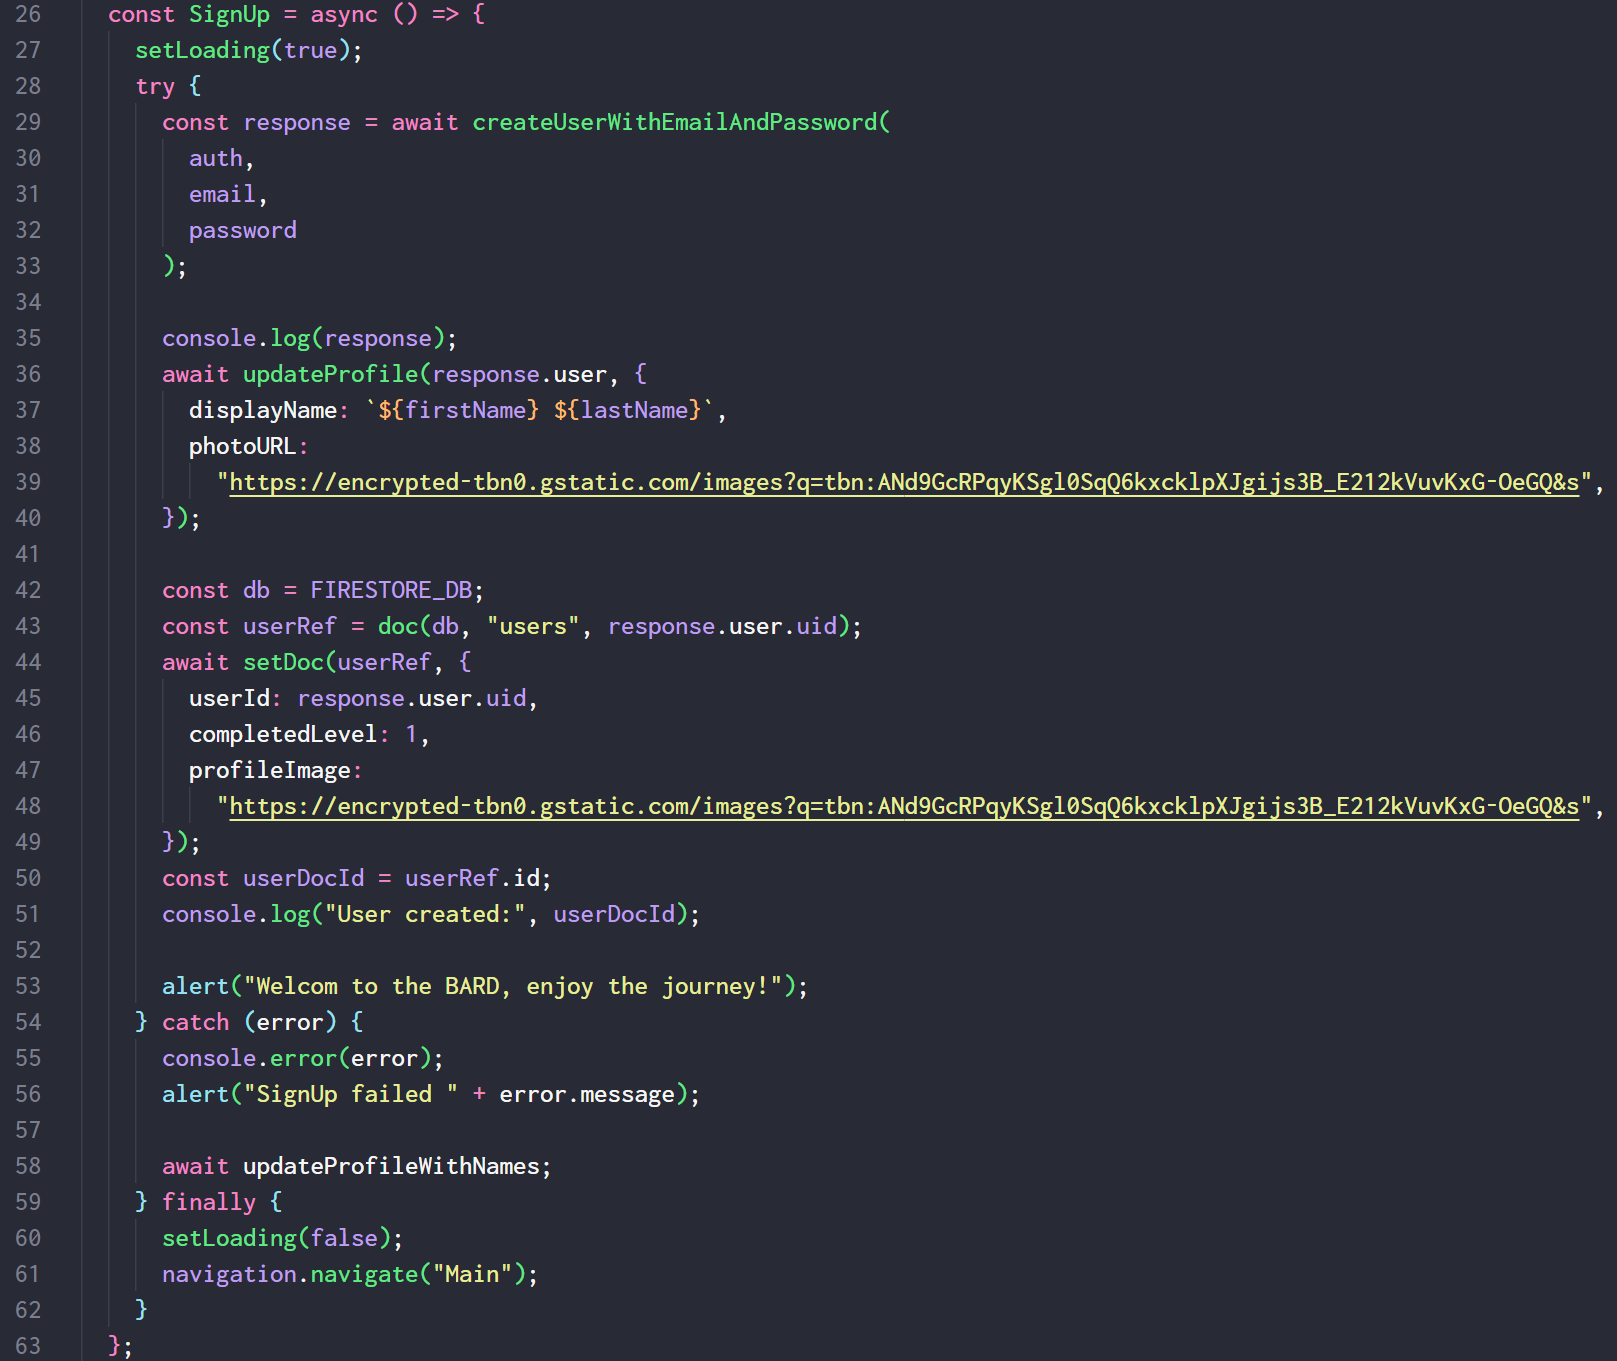 26 const SignUp = async () => {
27 setLoading(true);
28 try {
29 const response = await createUserWithEmailAndPassword(
30 auth,
31 email,
32 password
33 );
34
35 console.log(response);
36 await updateProfile(response.user, {
37 displayName: `${firstName} ${lastName}`,
38 photoURL:
39 "https://encrypted-tbn0.gstatic.com/images?q=tbn:ANd9GcRPqyKSgl0SqQ6kxcklpXJgijs3B_E212kVuvKxG-OeGQ&s",
40 });
41
42 const db = FIRESTORE_DB;
43 const userRef = doc(db, "users", response.user.uid);
44 await setDoc(userRef, {
45 userId: response.user.uid,
46 completedLevel: 1,
47 profileImage:
48 "https://encrypted-tbn0.gstatic.com/images?q=tbn:ANd9GcRPqyKSgl0SqQ6kxcklpXJgijs3B_E212kVuvKxG-OeGQ&s",
49 });
50 const userDocId = userRef.id;
51 console.log("User created:", userDocId);
52
53 alert("Welcom to the BARD, enjoy the journey!");
54 } catch (error) {
55 console.error(error);
56 alert("SignUp failed " + error.message);
57
58 await updateProfileWithNames;
59 } finally {
60 setLoading(false);
61 navigation.navigate("Main");
62 }
63 };